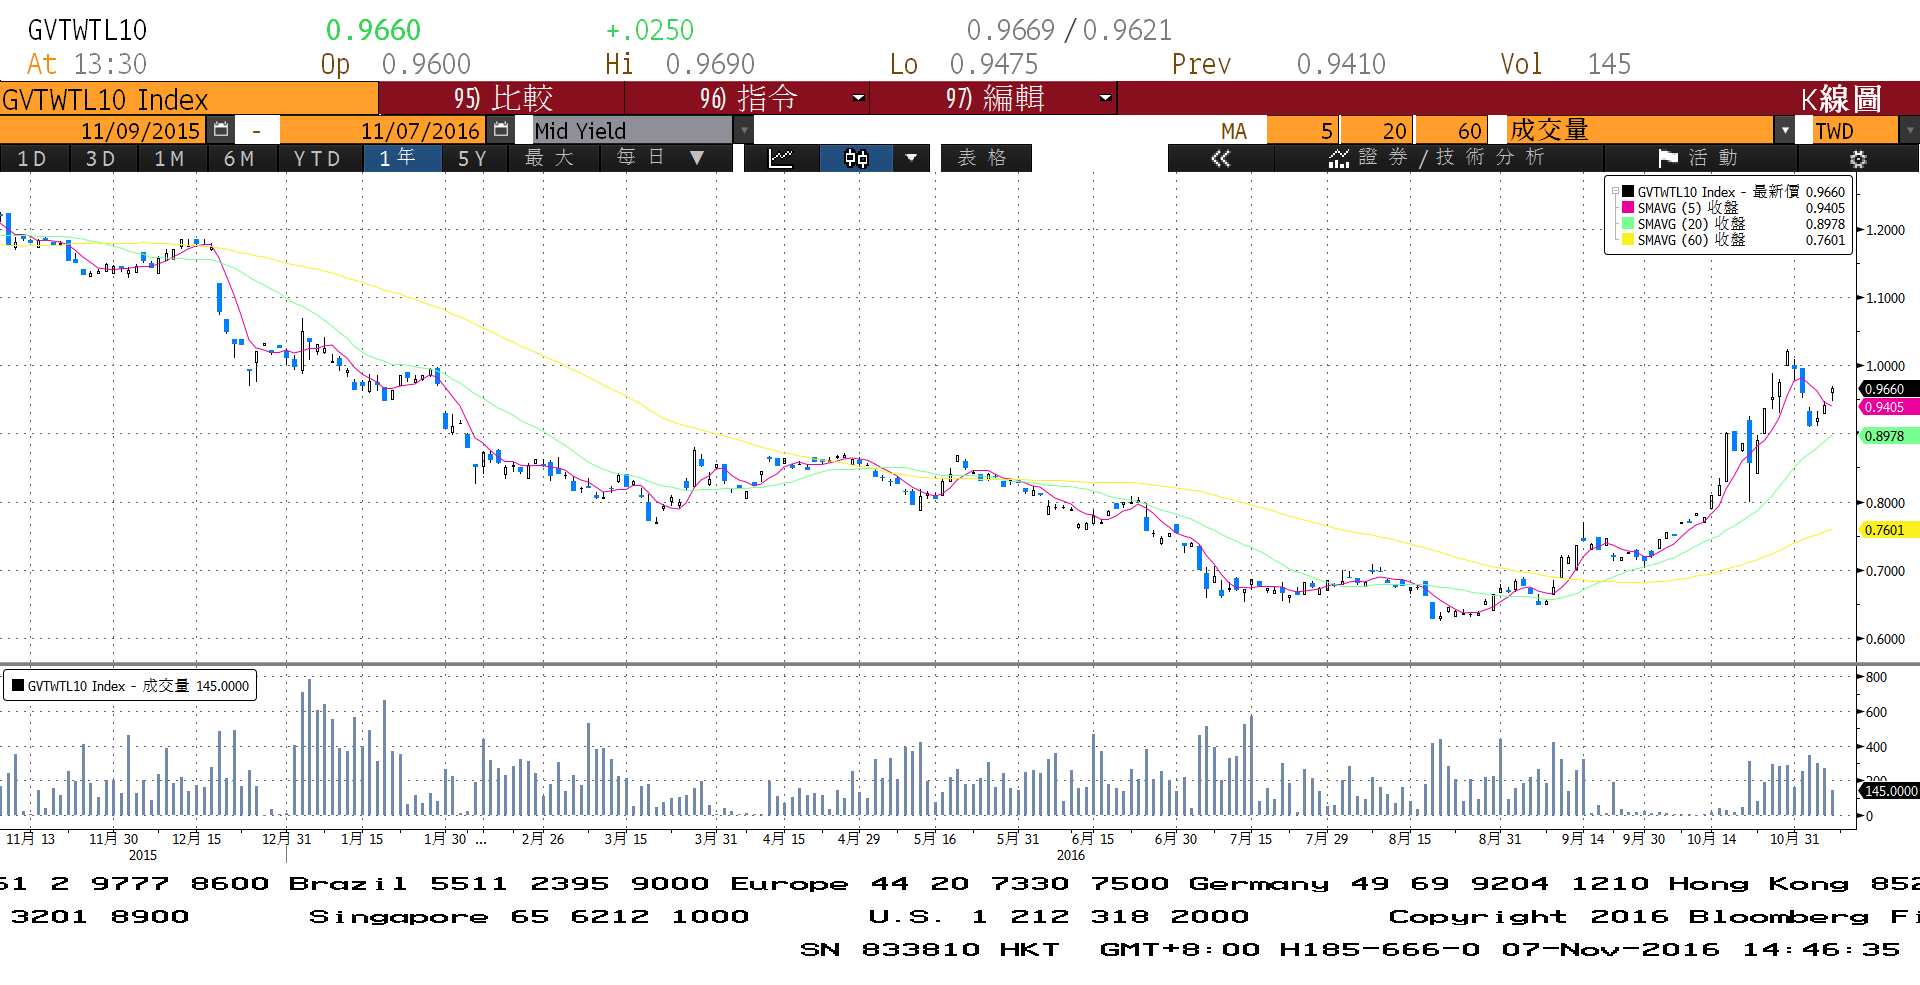 GVTWTL10 0.9660 +.0250 0.9669 / 0.9621
At 13:30 Op 0.9600 Hi 0.9690 Lo 0.9475 Prev 0.9410 Vol 145
GVTWTL10 Index 95) 比較 96) 指令 97) 編輯 K線圖
11/09/2015 - 11/07/2016 Mid Yield MA 5 20 60 成交量 TWD
1D 3D 1M 6M YTD 1年 5Y 最大 每日 ▼ 表格 « 證券/技術分析 活動
GVTWTL10 Index - 最新價 0.9660
SMAVG (5) 收盤 0.9405
SMAVG (20) 收盤 0.8978
SMAVG (60) 收盤 0.7601
1.2000
1.1000
1.0000
0.9660
0.9405
0.8978
0.8000
0.7601
0.7000
0.6000
GVTWTL10 Index - 成交量 145.0000
800
600
400
200
145.0000
0
11月 13 11月 30 12月 15 12月 31 1月 15 1月 30 ... 2月 26 3月 15 3月 31 4月 15 4月 29 5月 16 5月 31 6月 15 6月 30 7月 15 7月 29 8月 15 8月 31 9月 14 9月 30 10月 14 10月 31
2015 2016
61 2 9777 8600 Brazil 5511 2395 9000 Europe 44 20 7330 7500 Germany 49 69 9204 1210 Hong Kong 852
3201 8900 Singapore 65 6212 1000 U.S. 1 212 318 2000 Copyright 2016 Bloomberg Fi
SN 833810 HKT GMT+8:00 H185-666-0 07-Nov-2016 14:46:35